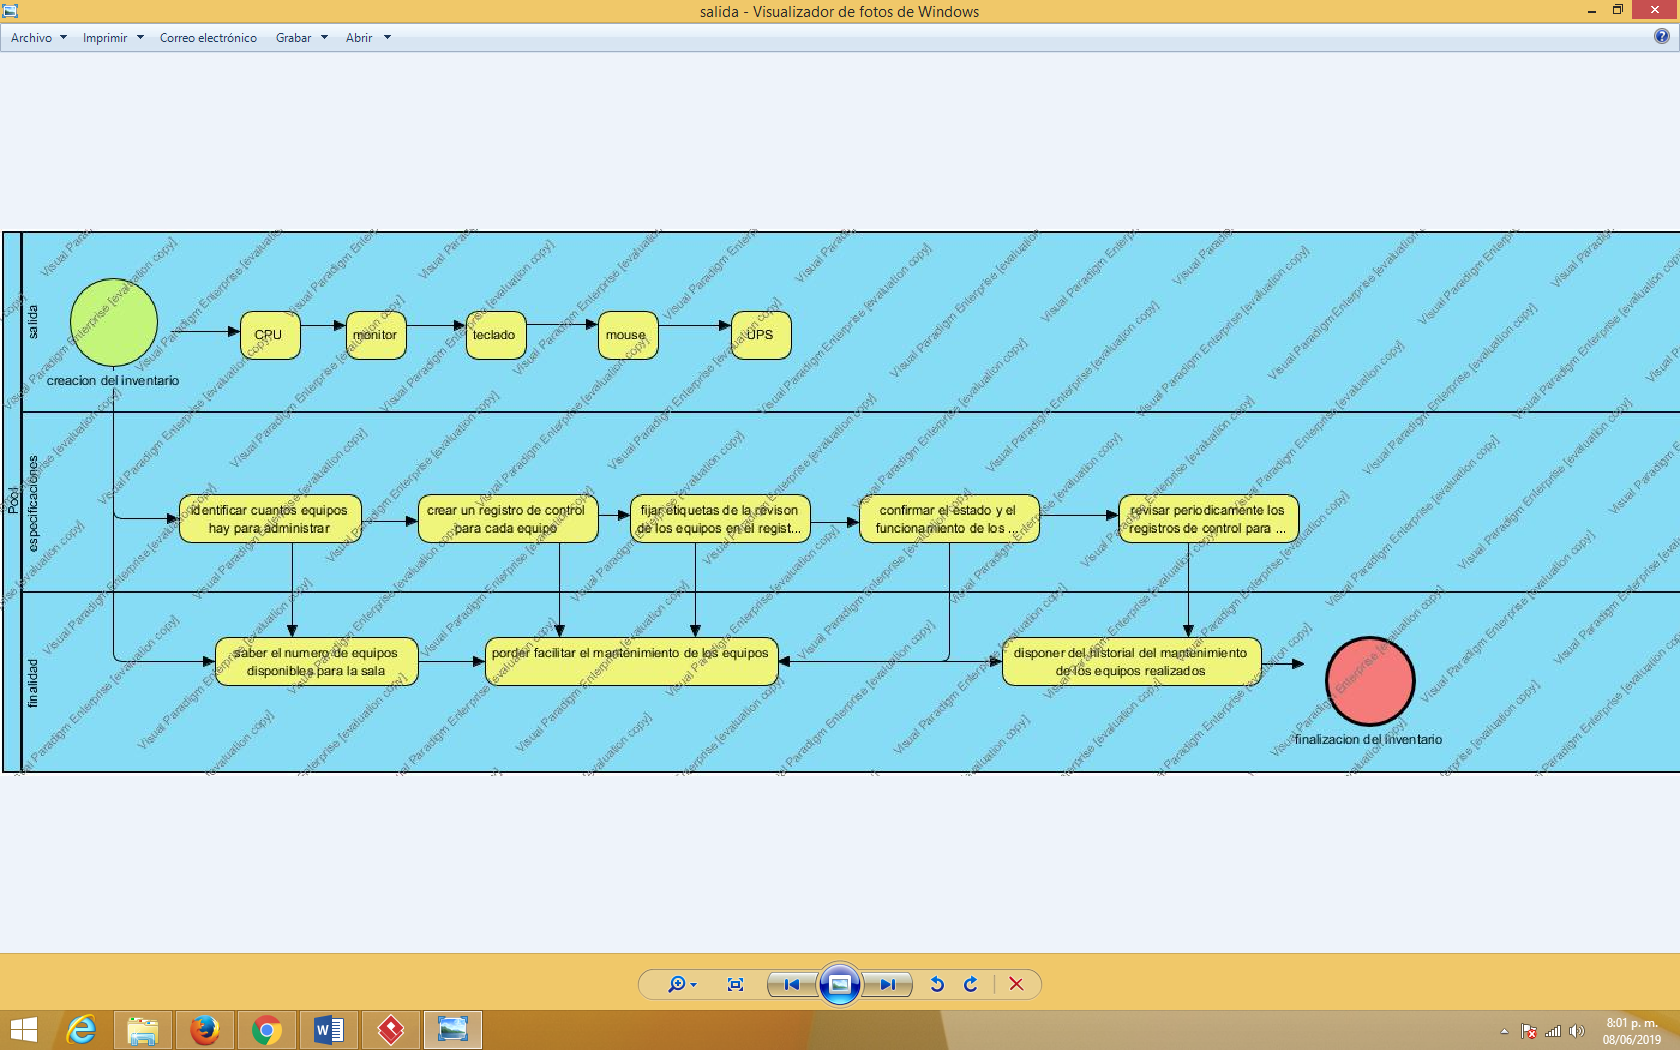 salida - Visualizador de fotos de Windows
Archivo Imprimir Correo electrónico Grabar Abrir
Pool
salida
creacion del inventario
CPU
monitor
teclado
mouse
UPS
especificaciones
identificar cuantos equipos
hay para administrar
crear un registro de control
para cada equipo
fijar etiquetas de la revison
de los equipos en el regist...
confirmar el estado y el
funcionamiento de los ...
revisar periodicamente los
registros de control para ...
finalidad
saber el numero de equipos
disponibles para la sala
porder facilitar el mantenimiento de los equipos
disponer del historial del mantenimiento
de los equipos realizados
finalizacion del inventario
Visual Paradigm Enterprise [evaluation copy]
8:01 p. m.
08/06/2019